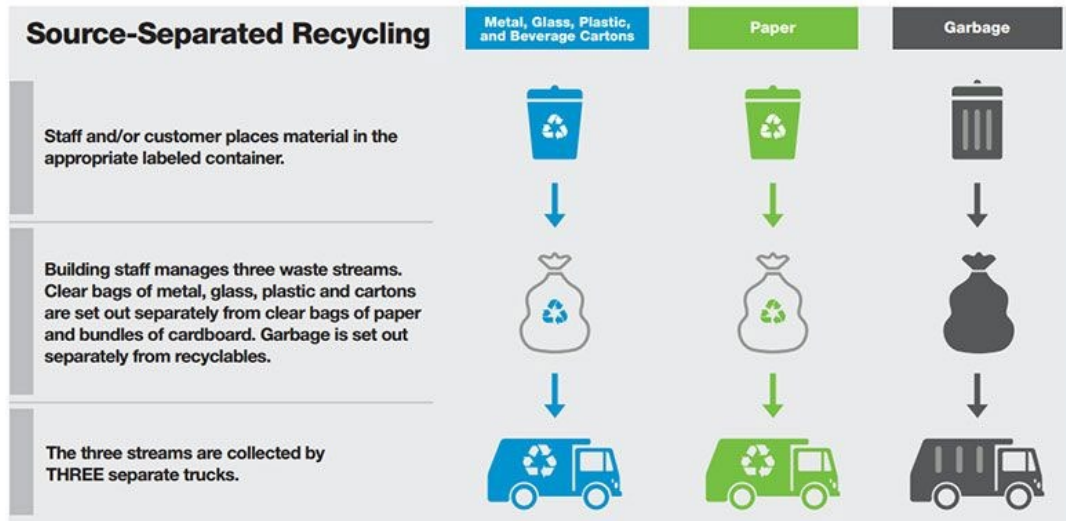 Source-Separated Recycling
Metal, Glass, Plastic,
and Beverage Cartons
Paper
Garbage
Staff and/or customer places material in the
appropriate labeled container.
Building staff manages three waste streams.
Clear bags of metal, glass, plastic and cartons
are set out separately from clear bags of paper
and bundles of cardboard. Garbage is set out
separately from recyclables.
The three streams are collected by
THREE separate trucks.